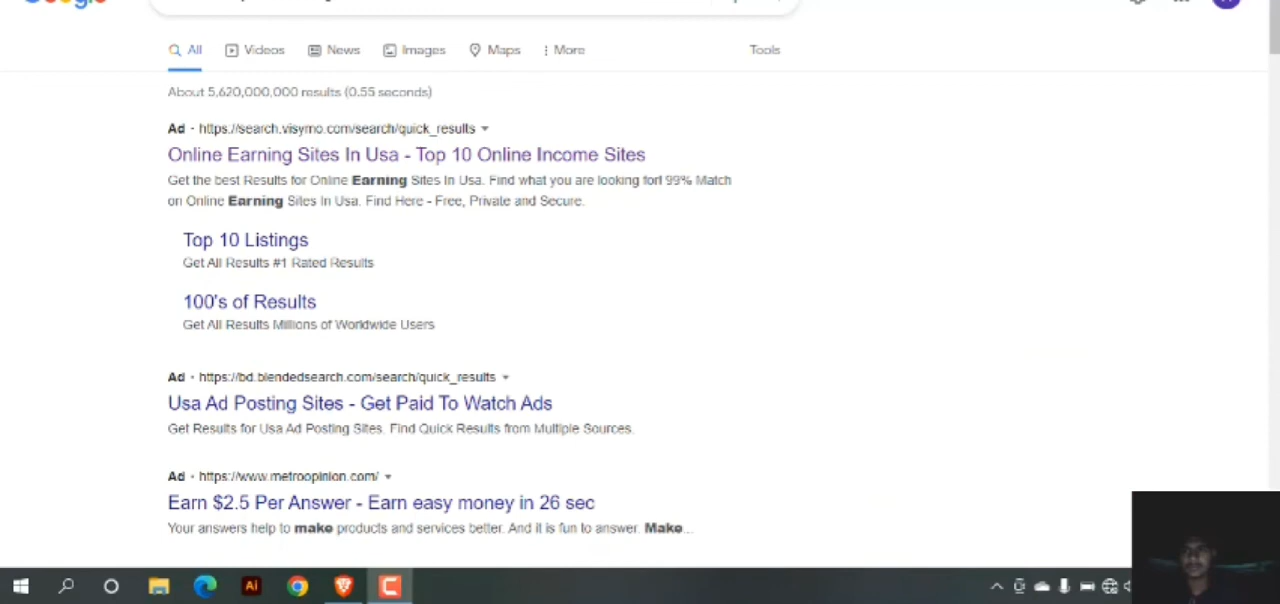 All Videos News Images Maps More Tools
About 5,620,000,000 results (0.55 seconds)
Ad · https://search.visymo.com/search/quick_results
Online Earning Sites In Usa - Top 10 Online Income Sites
Get the best Results for Online Earning Sites In Usa. Find what you are looking for! 99% Match
on Online Earning Sites In Usa. Find Here - Free, Private and Secure.
Top 10 Listings
Get All Results #1 Rated Results
100's of Results
Get All Results Millions of Worldwide Users
Ad · https://bd.blendedsearch.com/search/quick_results
Usa Ad Posting Sites - Get Paid To Watch Ads
Get Results for Usa Ad Posting Sites. Find Quick Results from Multiple Sources.
Ad · https://www.metroopinion.com/
Earn $2.5 Per Answer - Earn easy money in 26 sec
Your answers help to make products and services better. And it is fun to answer. Make...
Ai